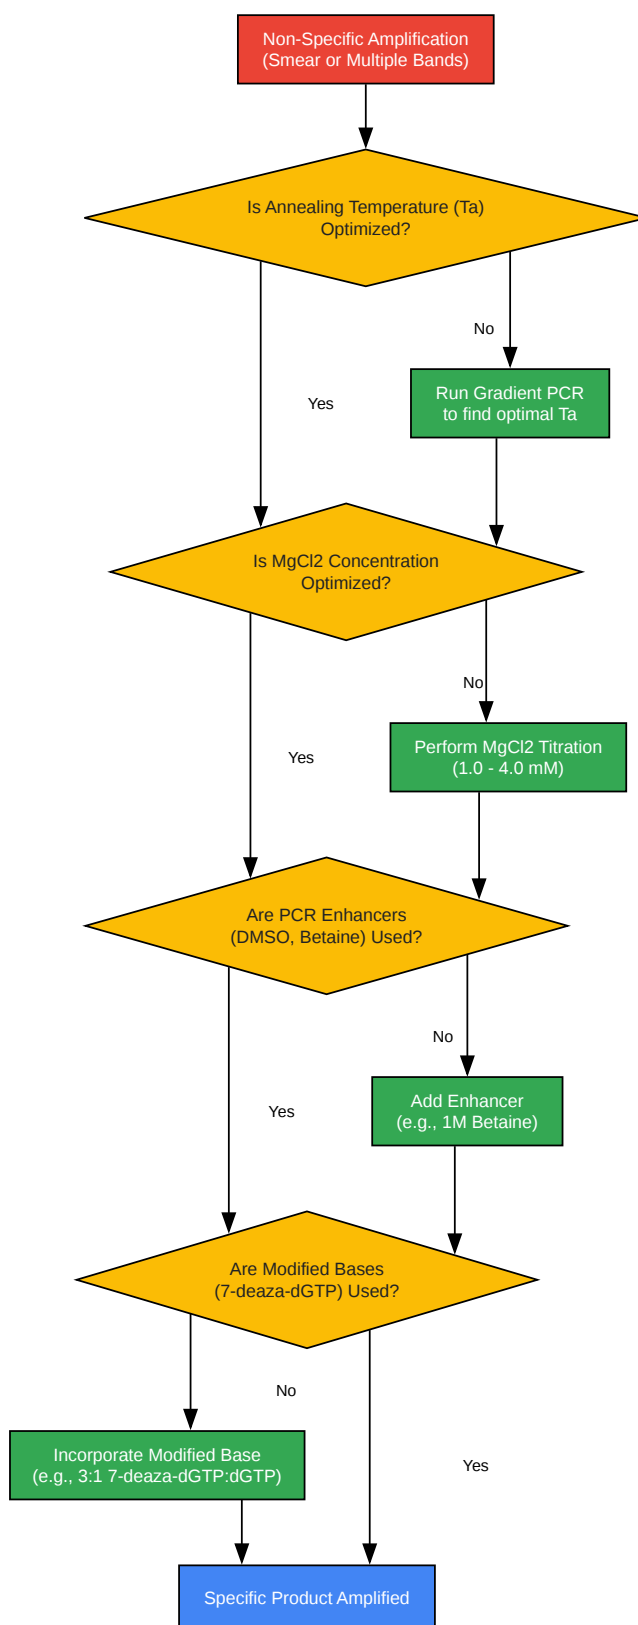 Non-Specific Amplification
(Smear or Multiple Bands)
Is Annealing Temperature (Ta)
Optimized?
No
Run Gradient PCR
to find optimal Ta
Yes
Is MgCl2 Concentration
Optimized?
No
Perform MgCl2 Titration
(1.0 - 4.0 mM)
Yes
Are PCR Enhancers
(DMSO, Betaine) Used?
No
Add Enhancer
(e.g., 1M Betaine)
Yes
Are Modified Bases
(7-deaza-dGTP) Used?
No
Incorporate Modified Base
(e.g., 3:1 7-deaza-dGTP:dGTP)
Yes
Specific Product Amplified